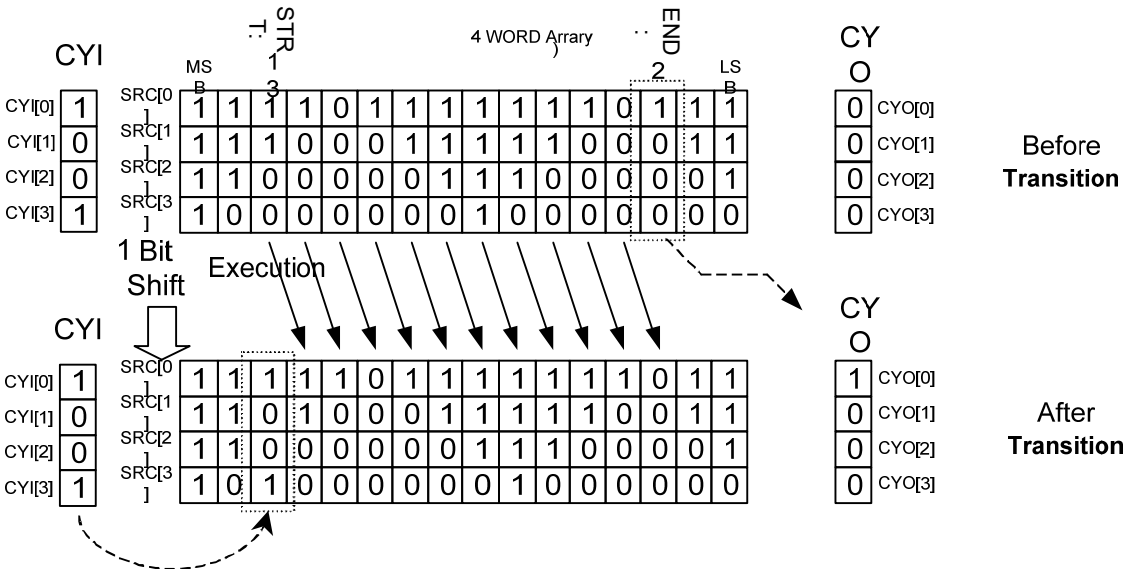 CYI
STR
T:
13
4 WORD Arrary
)
END
:
2
CY
O
MS
B
LS
B
CYI[0] 1 SRC[0
] 1 1 1 1 0 1 1 1 1 1 1 1 0 1 1 1 0 CYO[0]
CYI[1] 0 SRC[1
] 1 1 1 0 0 0 1 1 1 1 1 0 0 0 1 1 0 CYO[1]
CYI[2] 0 SRC[2
] 1 1 0 0 0 0 0 1 1 1 0 0 0 0 0 1 0 CYO[2]
CYI[3] 1 SRC[3
] 1 0 0 0 0 0 0 0 1 0 0 0 0 0 0 0 0 CYO[3]
Before
Transition
1 Bit
Shift
Execution
CYI
CY
O
CYI[0] 1 SRC[0
] 1 1 1 1 1 0 1 1 1 1 1 1 1 0 1 1 1 CYO[0]
CYI[1] 0 SRC[1
] 1 1 0 1 0 0 0 1 1 1 1 1 0 0 1 1 0 CYO[1]
CYI[2] 0 SRC[2
] 1 1 0 0 0 0 0 0 1 1 1 0 0 0 0 1 0 CYO[2]
CYI[3] 1 SRC[3
] 1 0 1 0 0 0 0 0 0 1 0 0 0 0 0 0 0 CYO[3]
After
Transition